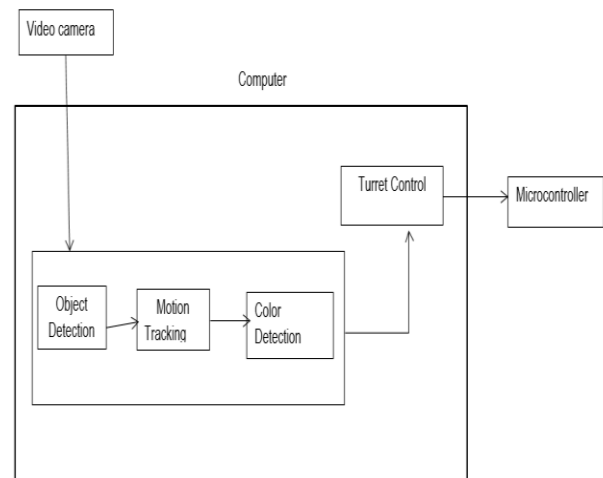 Video camera
Computer
Turret Control
Microcontroller
Object
Detection
Motion
Tracking
Color
Detection